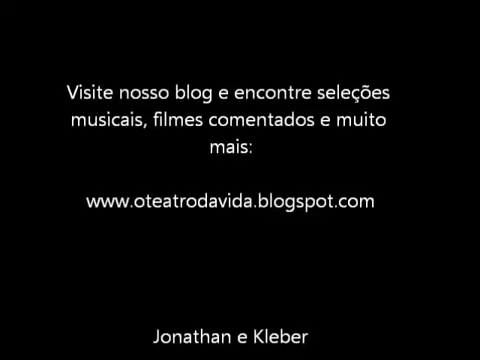 Visite nosso blog e encontre seleções
musicais, filmes comentados e muito
mais:
www.oteatrodavida.blogspot.com
Jonathan e Kleber